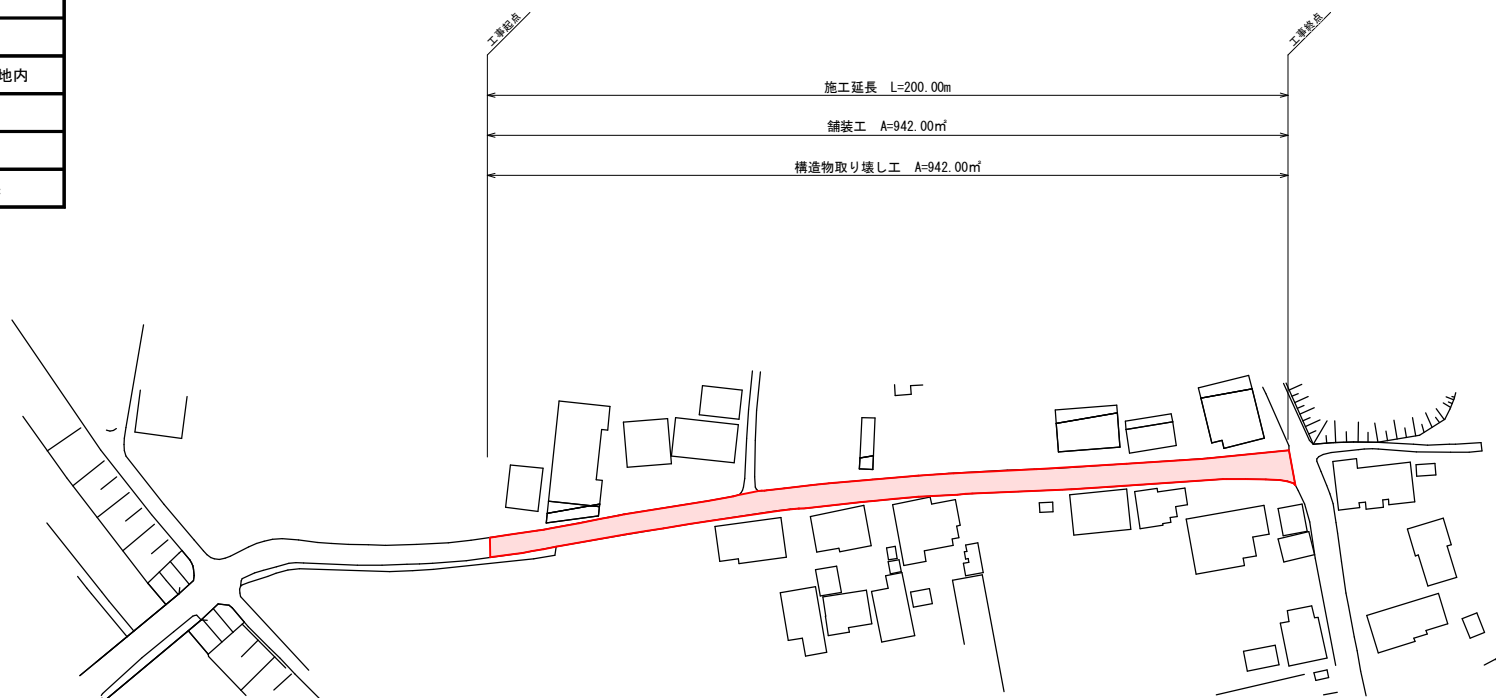 地内
工事起点
工事終点
施工延長 L=200.00m
舗装工 A=942.00㎡
構造物取り壊し工 A=942.00㎡